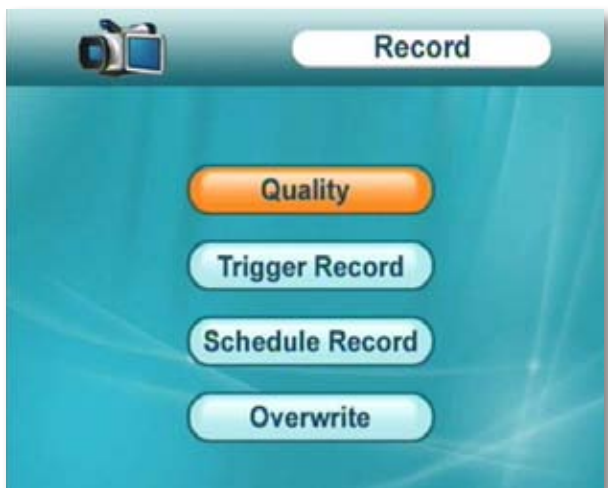 Record
Quality
Trigger Record
Schedule Record
Overwrite